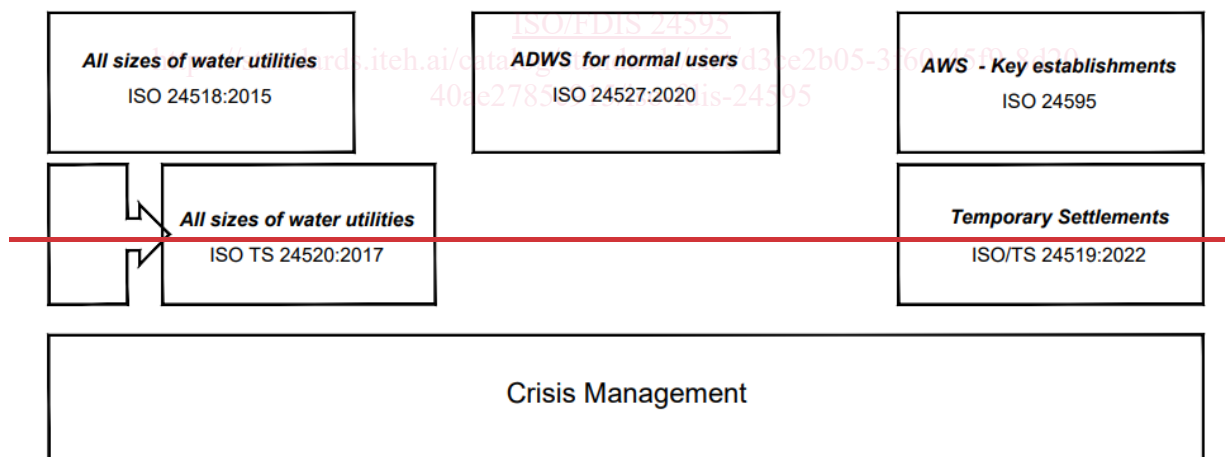 ISO/FDIS 24595
All sizes of water utilities
ISO 24518:2015
ADWS for normal users
ISO 24527:2020
AWS - Key establishments
ISO 24595
All sizes of water utilities
ISO TS 24520:2017
Temporary Settlements
ISO/TS 24519:2022
Crisis Management